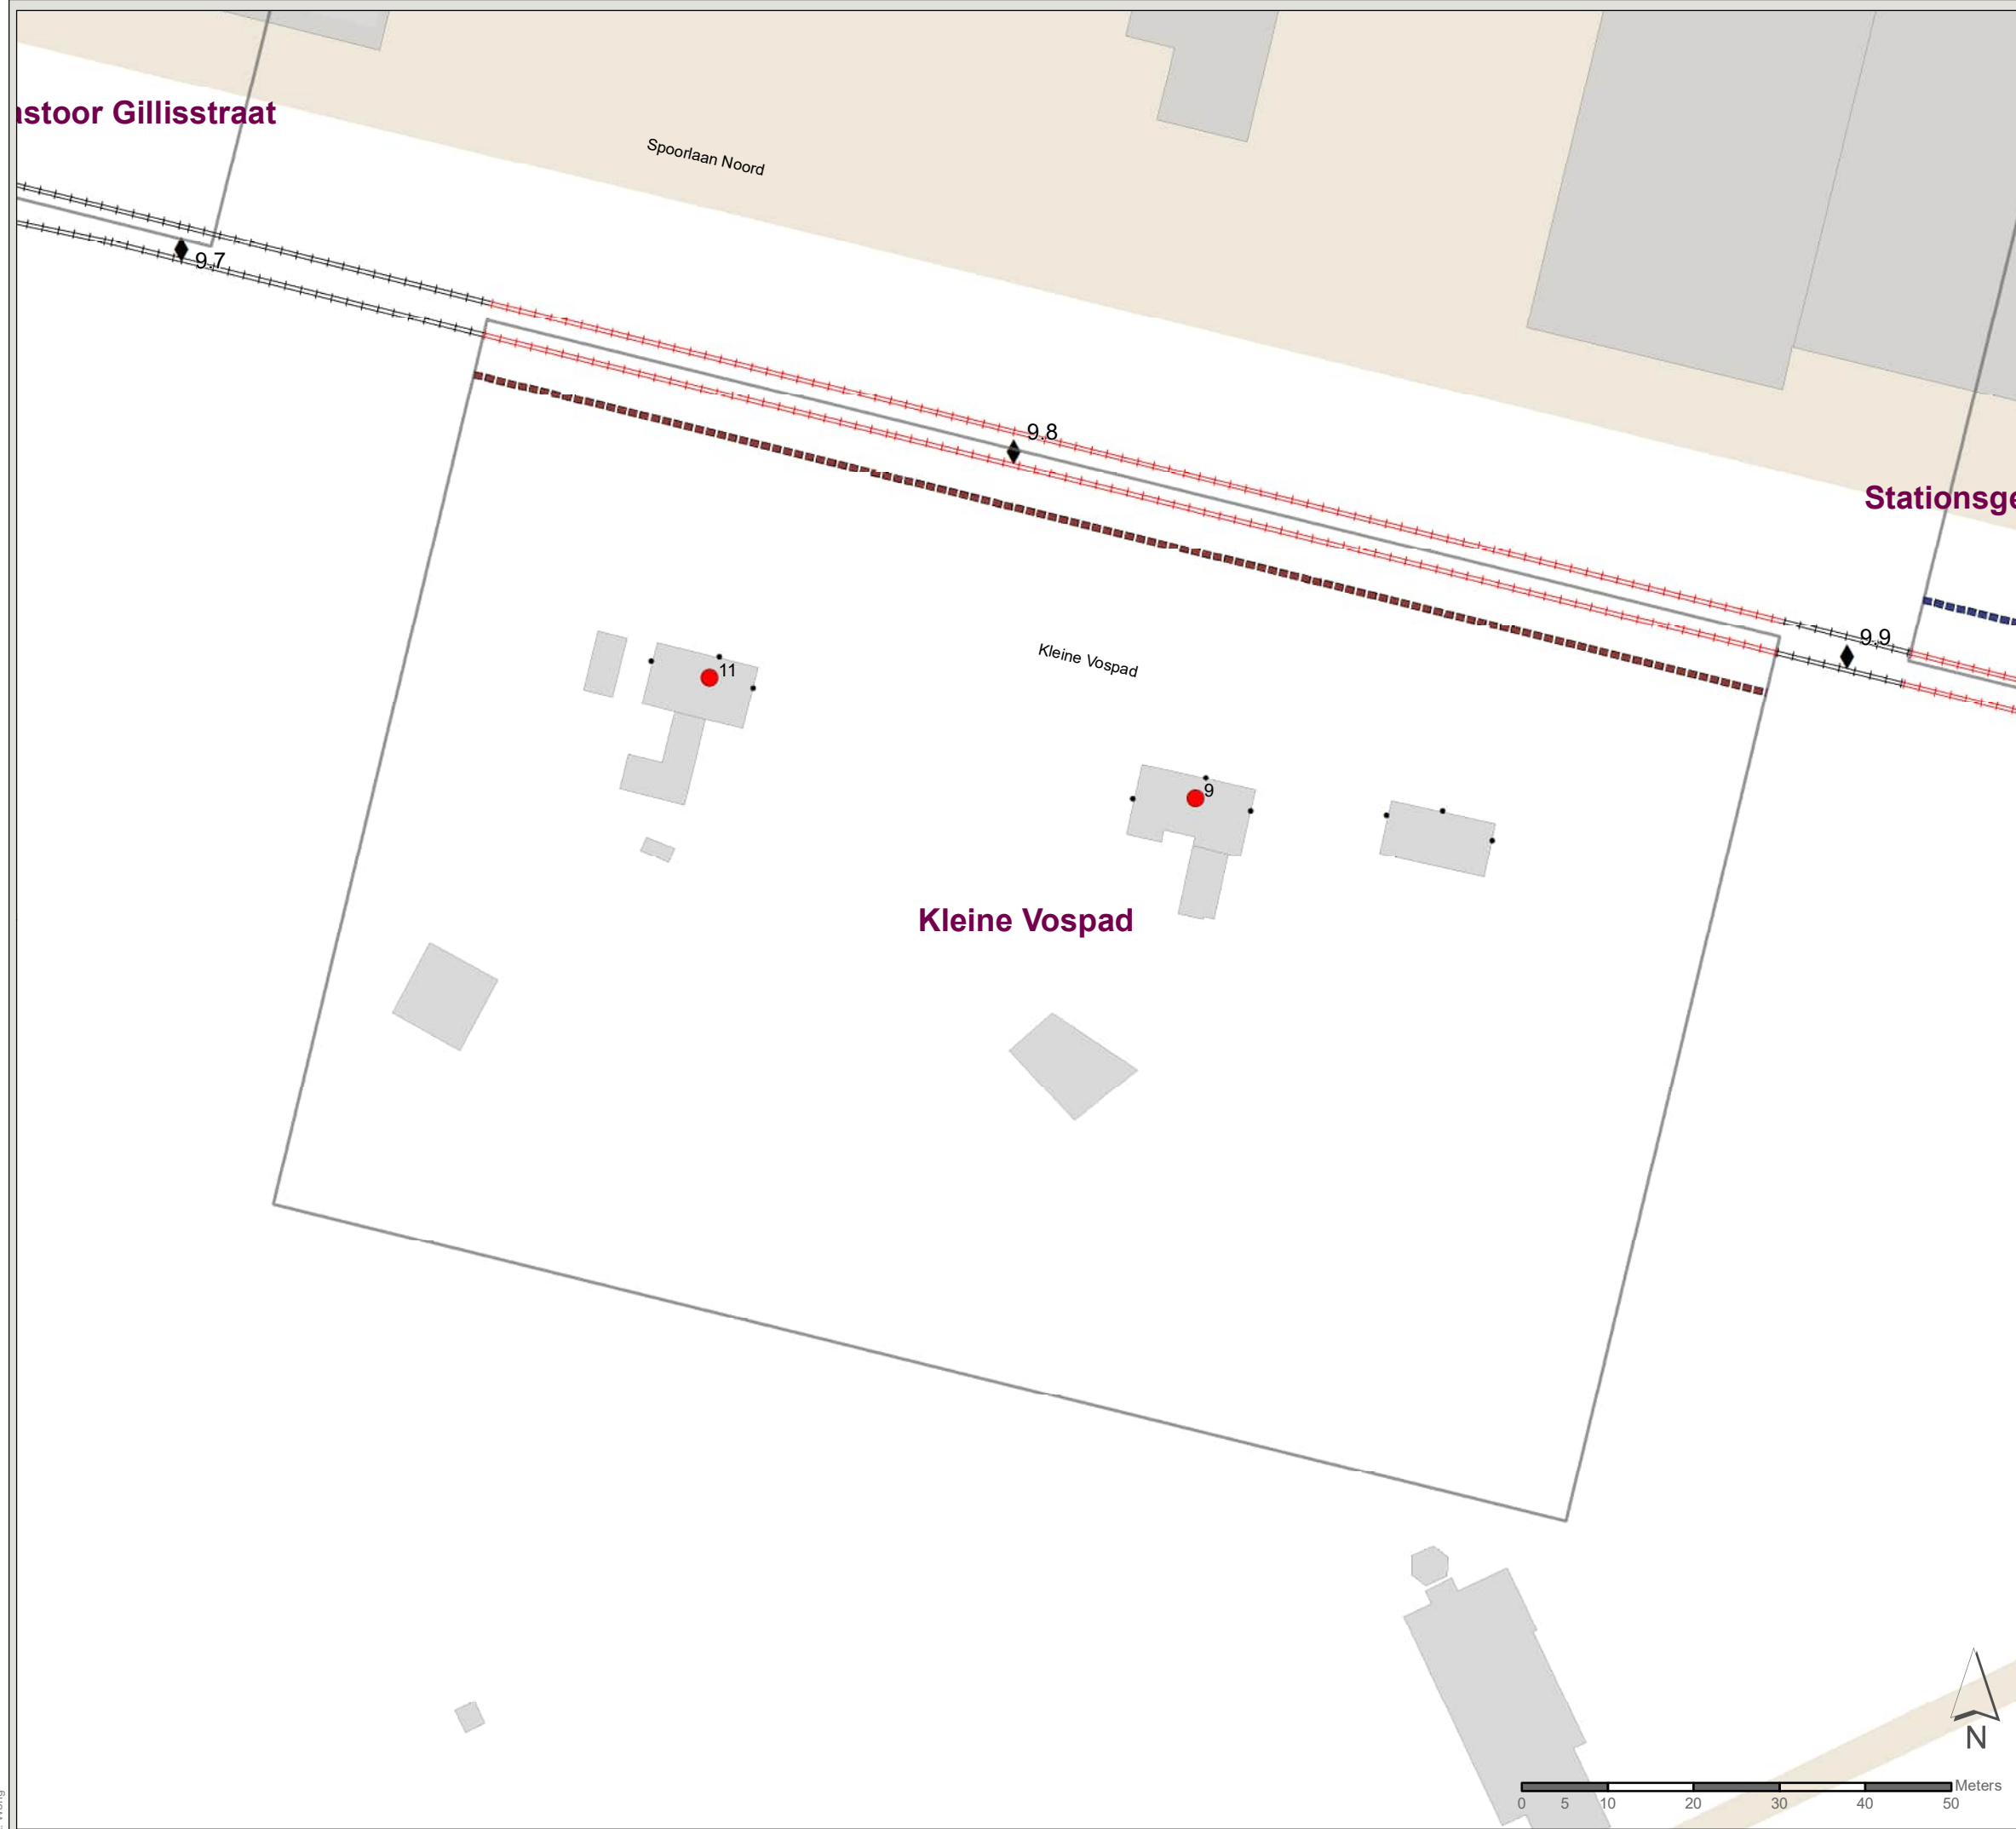 astoor Gillisstraat
Spoorlaan Noord
9.7
9.8
Stationsge
9.9
11
Kleine Vospad
9
Kleine Vospad
N
Meters
0 5 10 20 30 40 50